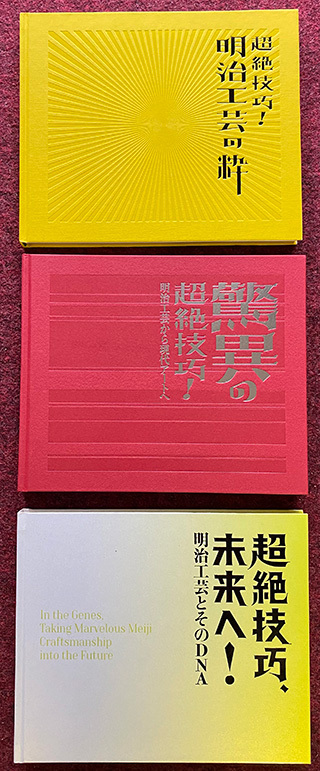 超絶技巧！
明治工芸の粋
驚異の
超絶技巧！
明治工芸から現代アートへ
超絶技巧、
未来へ！
明治工芸とそのDNA
In the Genes,
Taking Marvelous Meiji
Craftsmanship
into the Future